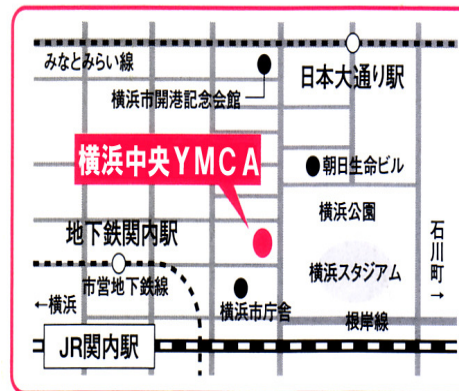 みなとみらい線
日本大通り駅
横浜市開港記念会館
横浜中央YMCA
朝日生命ビル
横浜公園
地下鉄関内駅
石川町→
横浜スタジアム
市営地下鉄線
←横浜
横浜市庁舎
根岸線
JR関内駅